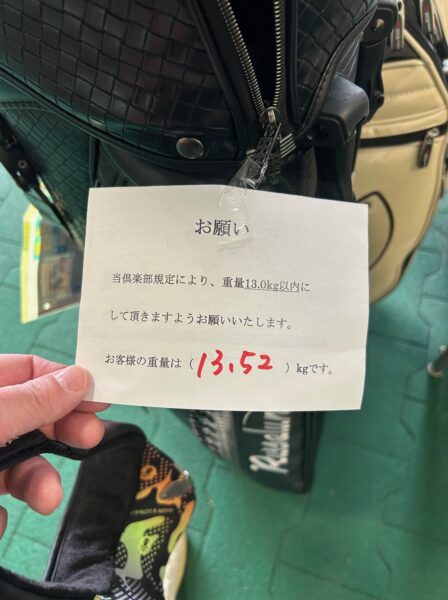 お願い
当倶楽部規定により、重量13.0kg以内に
して頂きますようお願いいたします。
お客様の重量は（13.52）kgです。